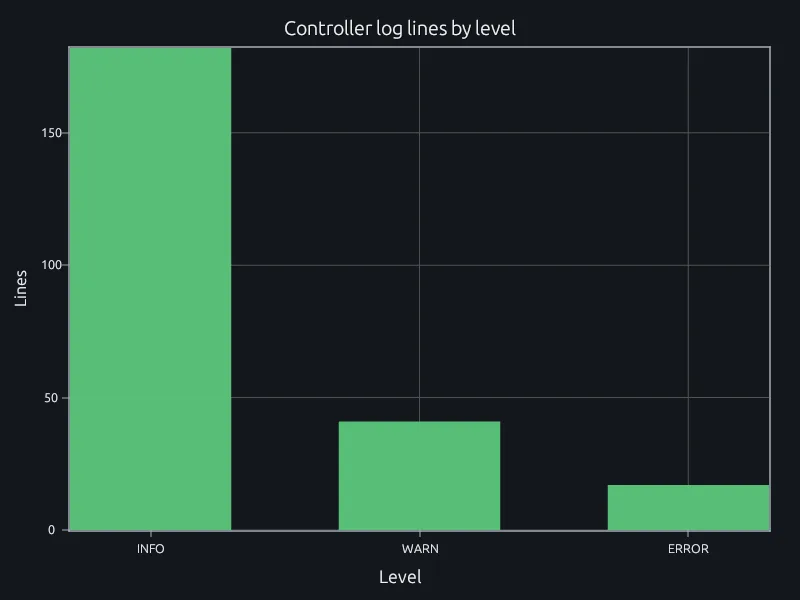 Controller log lines by level
Lines
150
100
50
0
INFO WARN ERROR
Level